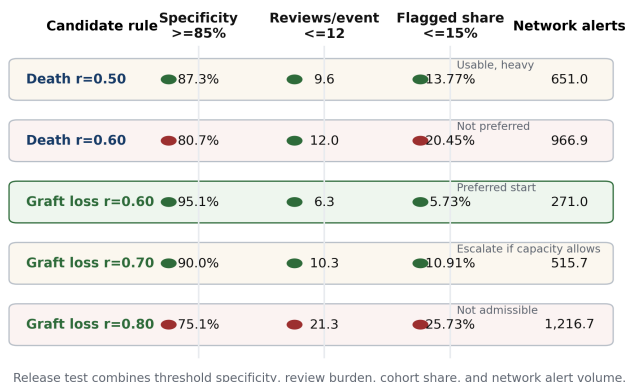 Candidate rule Specificity >=85% Reviews/event <=12 Flagged share <=15% Network alerts
Usable, heavy
Death r=0.50 87.3% 9.6 13.77% 651.0
Not preferred
Death r=0.60 80.7% 12.0 20.45% 966.9
Preferred start
Graft loss r=0.60 95.1% 6.3 5.73% 271.0
Escalate if capacity allows
Graft loss r=0.70 90.0% 10.3 10.91% 515.7
Not admissible
Graft loss r=0.80 75.1% 21.3 25.73% 1,216.7
Release test combines threshold specificity, review burden, cohort share, and network alert volume.